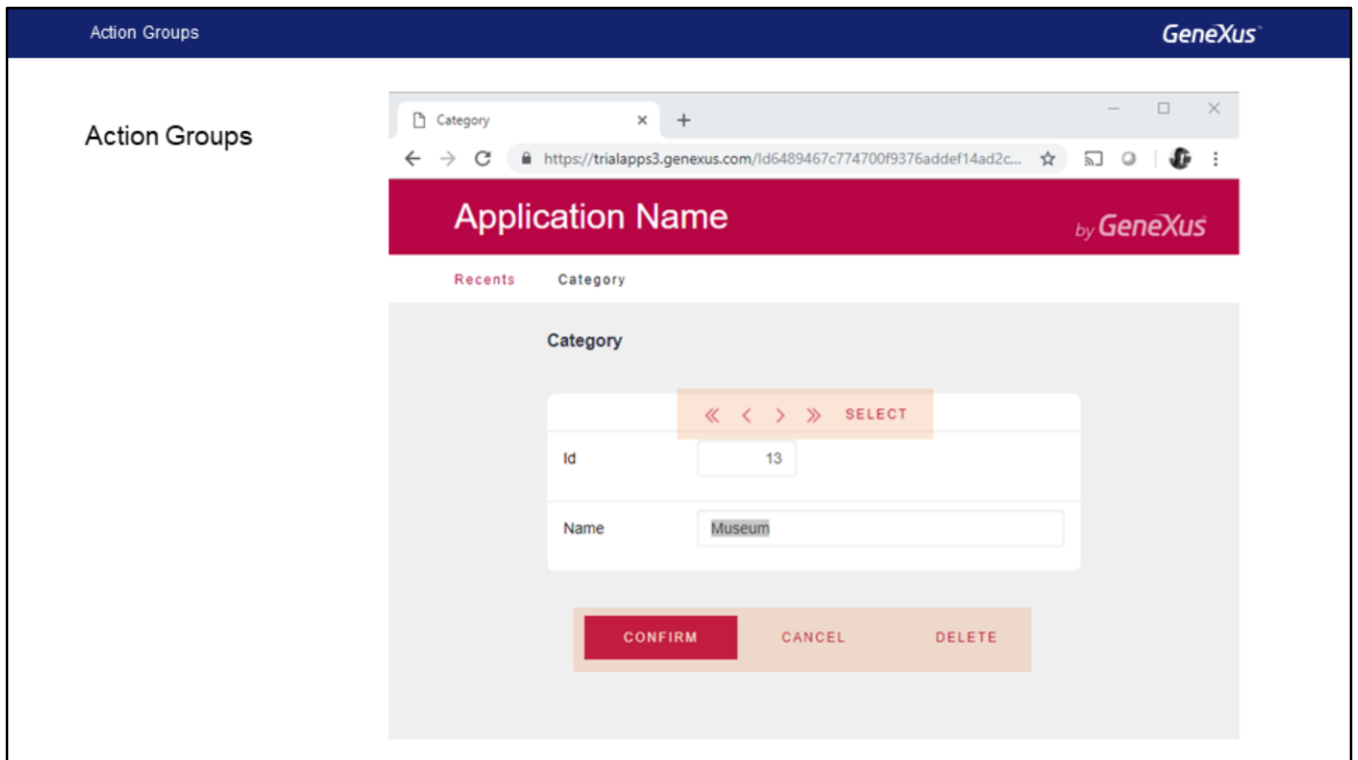 Action Groups
GeneXus
Action Groups
Category
https://trialapps3.genexus.com/Id6489467c774700f9376addef14ad2c...
Application Name
by GeneXus
Recents Category
Category
SELECT
Id 13
Name Museum
CONFIRM CANCEL DELETE